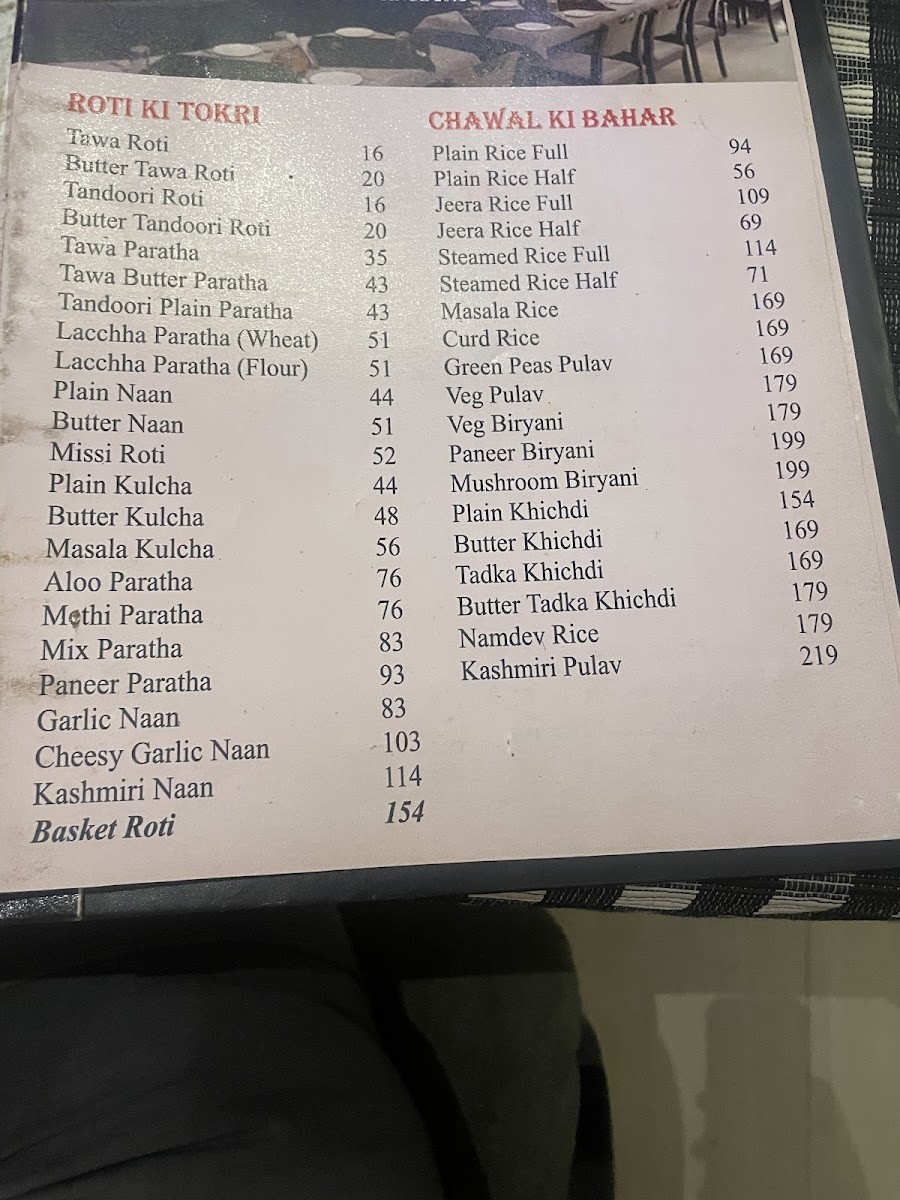 ROTI KI TOKRI
Tawa Roti 16
Butter Tawa Roti 20
Tandoori Roti 16
Butter Tandoori Roti 20
Tawa Paratha 35
Tawa Butter Paratha 43
Tandoori Plain Paratha 43
Lacchha Paratha (Wheat) 51
Lacchha Paratha (Flour) 51
Plain Naan 44
Butter Naan 51
Missi Roti 52
Plain Kulcha 44
Butter Kulcha 48
Masala Kulcha 56
Aloo Paratha 76
Methi Paratha 76
Mix Paratha 83
Paneer Paratha 93
Garlic Naan 83
Cheesy Garlic Naan 103
Kashmiri Naan 114
Basket Roti 154
CHAWAL KI BAHAR
Plain Rice Full 94
Plain Rice Half 56
Jeera Rice Full 109
Jeera Rice Half 69
Steamed Rice Full 114
Steamed Rice Half 71
Masala Rice 169
Curd Rice 169
Green Peas Pulav 169
Veg Pulav 179
Veg Biryani 179
Paneer Biryani 199
Mushroom Biryani 199
Plain Khichdi 154
Butter Khichdi 169
Tadka Khichdi 169
Butter Tadka Khichdi 179
Namdev Rice 179
Kashmiri Pulav 219